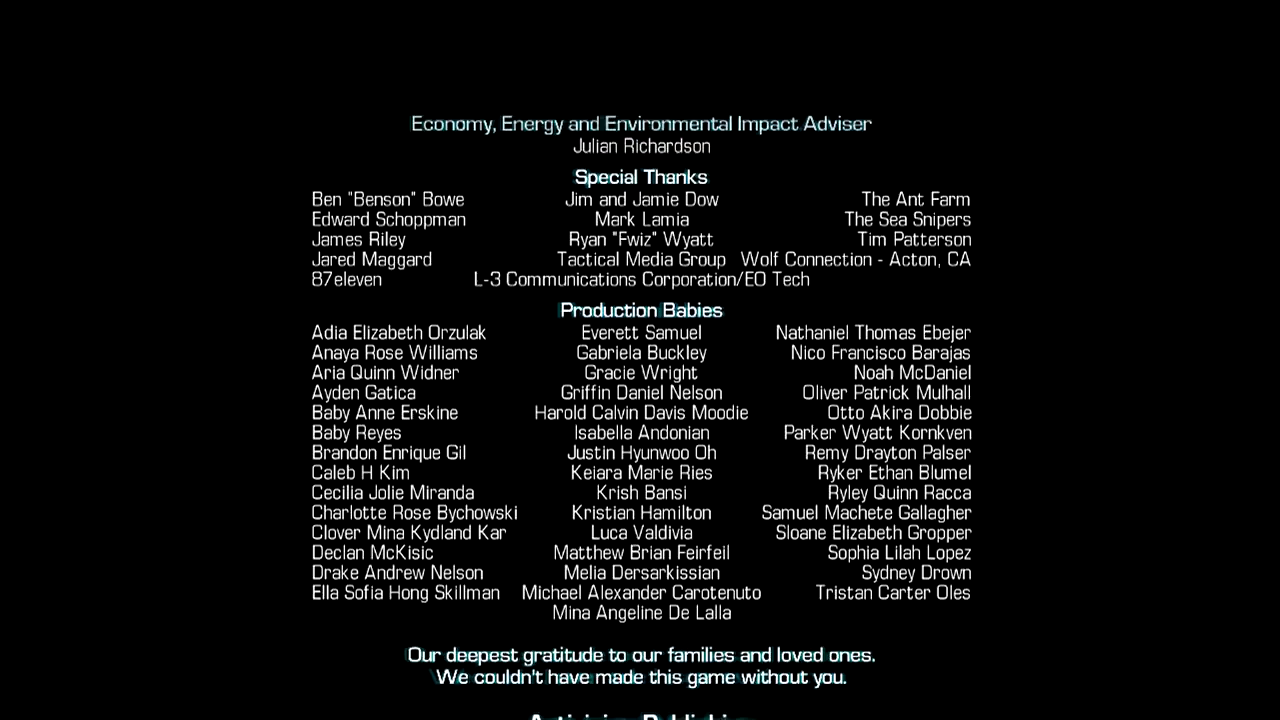 Economy, Energy and Environmental Impact Adviser
Julian Richardson
Special Thanks
Ben "Benson" Bowe Jim and Jamie Dow The Ant Farm
Edward Schoppman Mark Lamia The Sea Snipers
James Riley Ryan "Fwiz" Wyatt Tim Patterson
Jared Maggard Tactical Media Group Wolf Connection - Acton, CA
87eleven L-3 Communications Corporation/EO Tech
Production Babies
Adia Elizabeth Orzulak Everett Samuel Nathaniel Thomas Ebejer
Anaya Rose Williams Gabriela Buckley Nico Francisco Barajas
Aria Quinn Widner Gracie Wright Noah McDaniel
Ayden Gatica Griffin Daniel Nelson Oliver Patrick Mulhall
Baby Anne Erskine Harold Calvin Davis Moodie Otto Akira Dobbie
Baby Reyes Isabella Andonian Parker Wyatt Kornkven
Brandon Enrique Gil Justin Hyunwoo Oh Remy Drayton Palser
Caleb H Kim Keiara Marie Ries Ryker Ethan Blumel
Cecilia Jolie Miranda Krish Bansi Ryley Quinn Racca
Charlotte Rose Bychowski Kristian Hamilton Samuel Machete Gallagher
Clover Mina Kydland Kar Luca Valdivia Sloane Elizabeth Gropper
Declan McKisic Matthew Brian Feirfeil Sophia Lilah Lopez
Drake Andrew Nelson Melia Dersarkissian Sydney Drown
Ella Sofia Hong Skillman Michael Alexander Carotenuto Tristan Carter Oles
Mina Angeline De Lalla
Our deepest gratitude to our families and loved ones.
We couldn't have made this game without you.